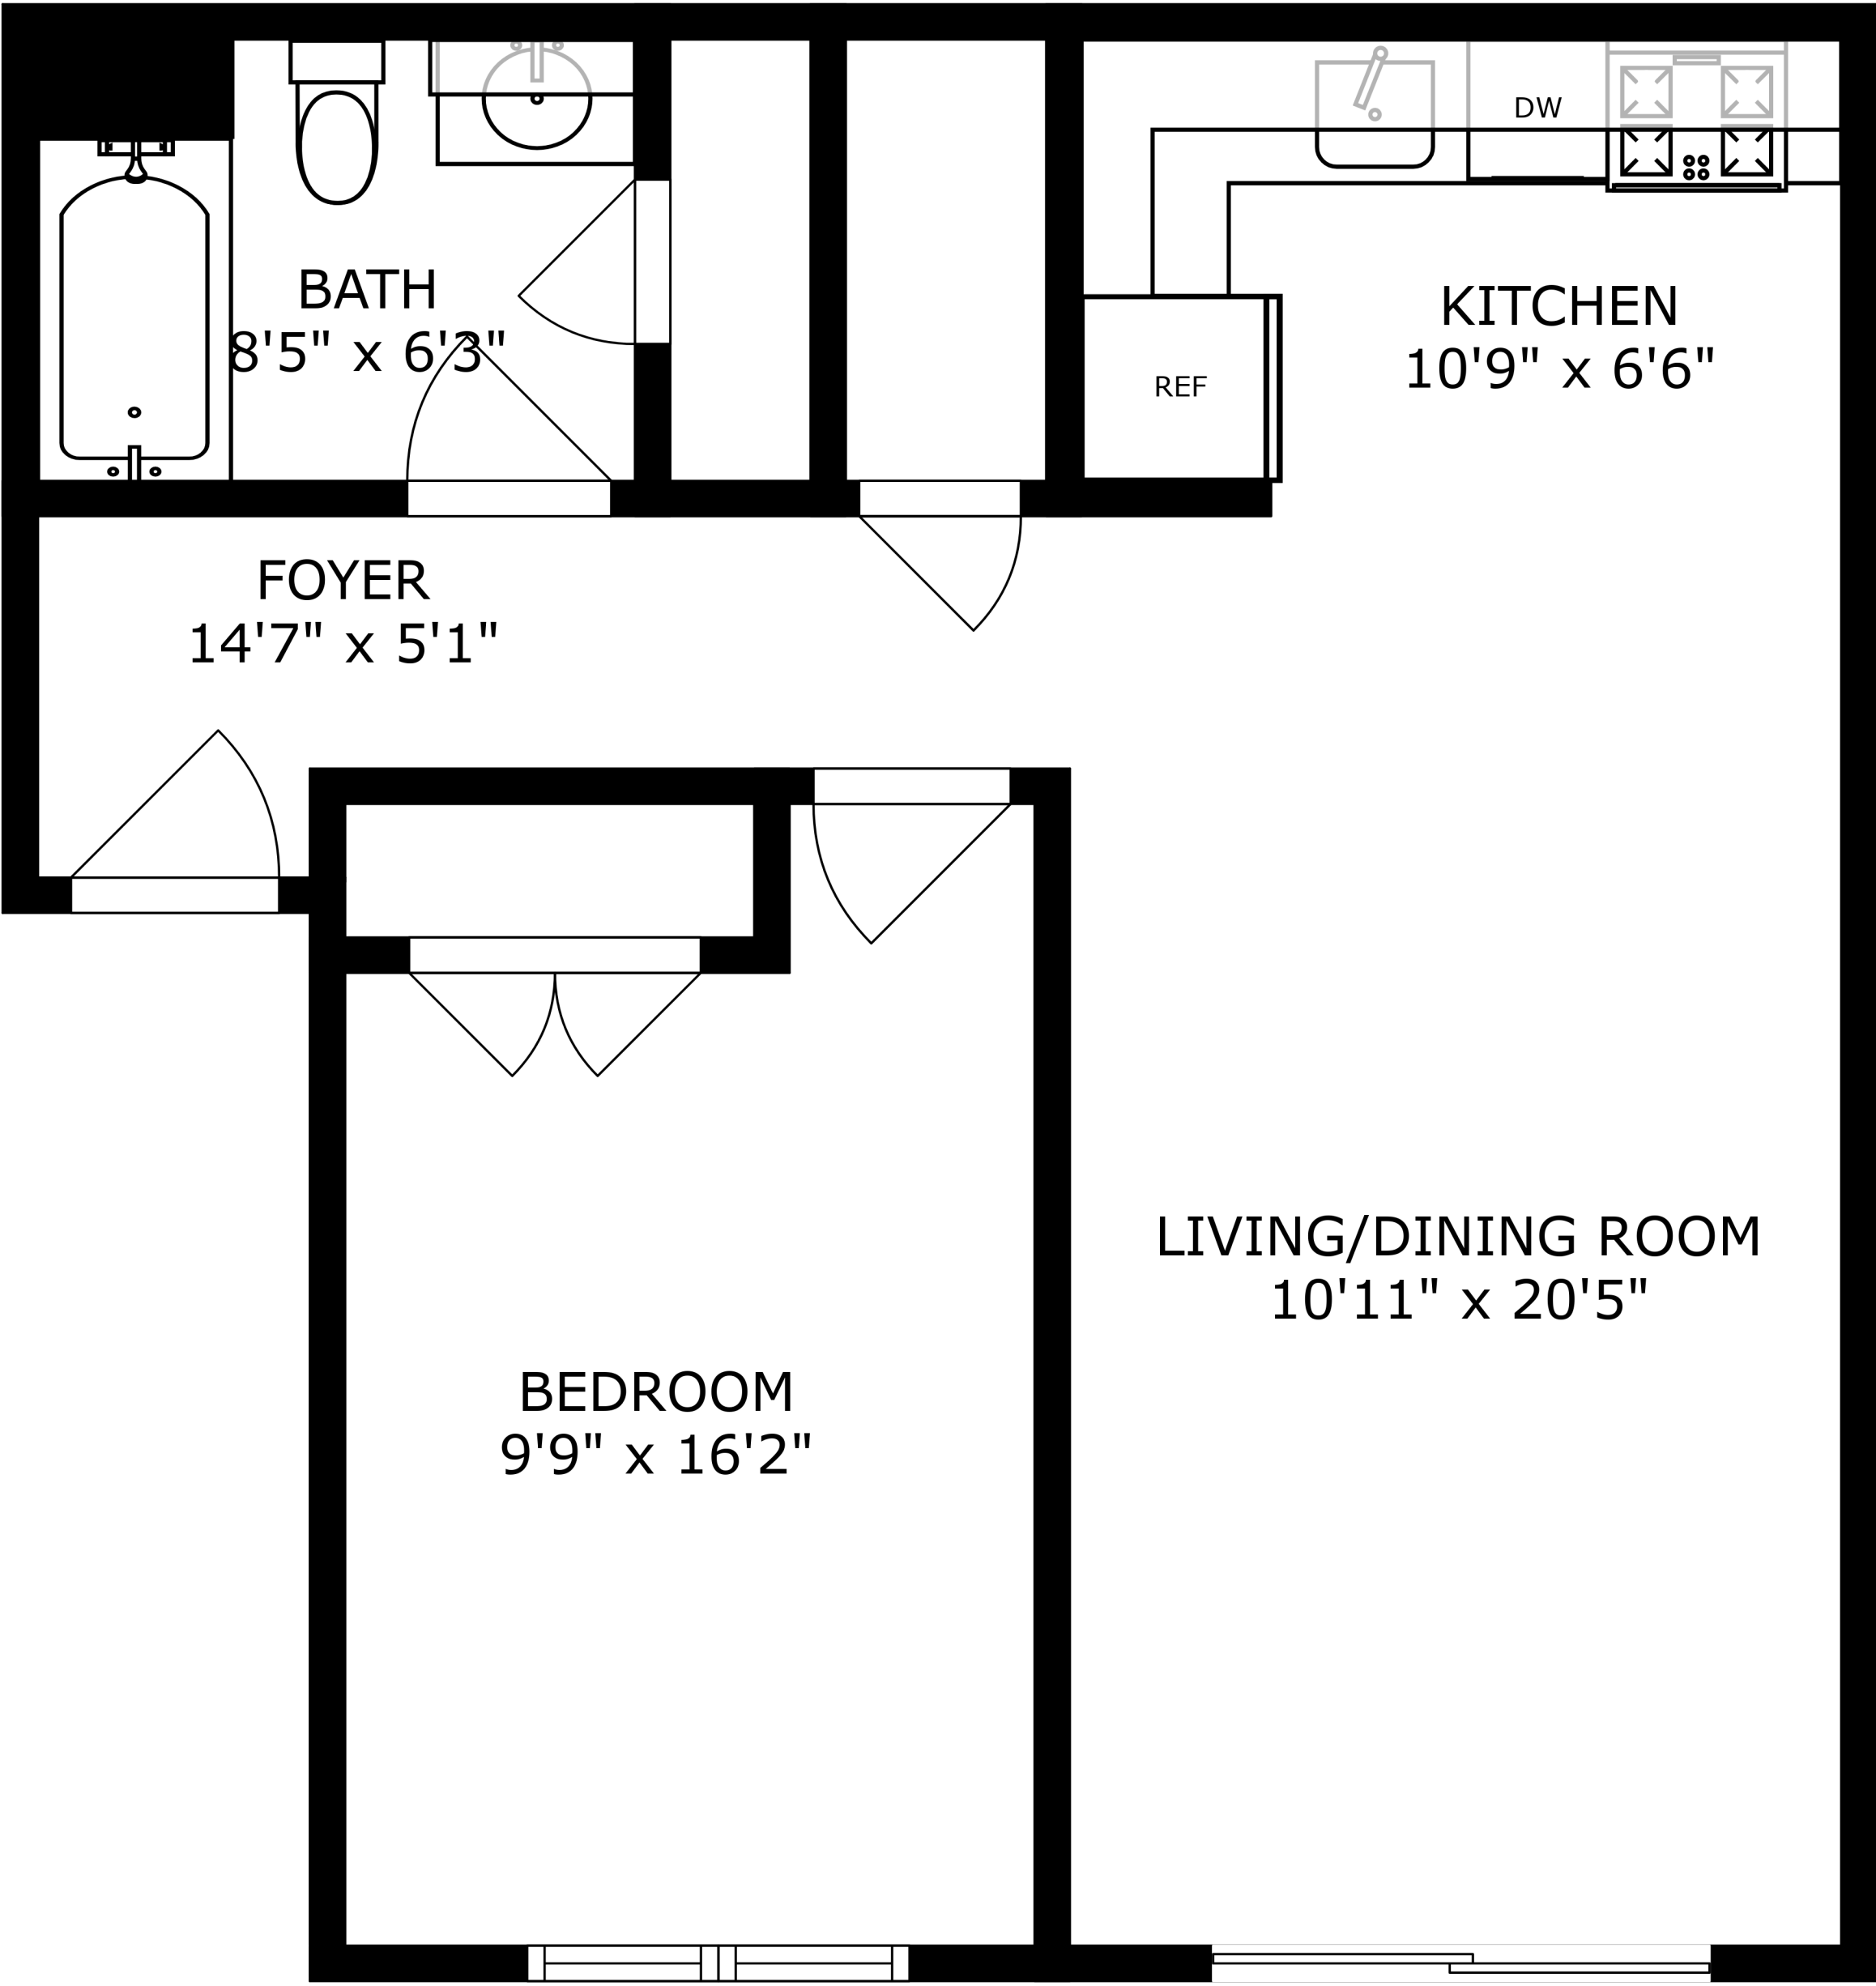 DW
BATH
8'5" x 6'3"
KITCHEN
10'9" x 6'6"
REF
FOYER
14'7" x 5'1"
LIVING/DINING ROOM
10'11" x 20'5"
BEDROOM
9'9" x 16'2"